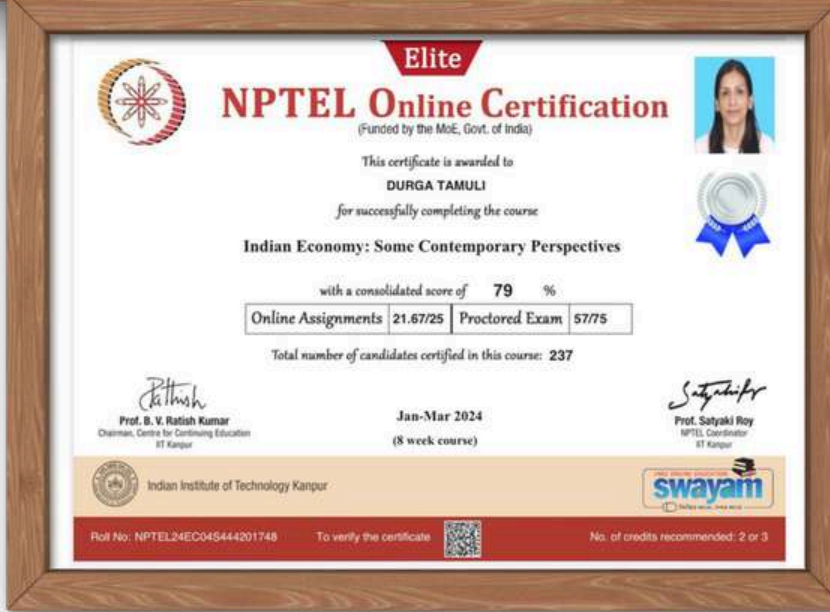 Elite
NPTEL Online Certification
(Funded by the MoE, Govt. of India)
This certificate is awarded to
DURGA TAMULI
for successfully completing the course
Indian Economy: Some Contemporary Perspectives
with a consolidated score of 79 %
Online Assignments 21.67/25 Proctored Exam 57/75
Total number of candidates certified in this course: 237
Prof. B. V. Ratish Kumar
Chairman, Centre for Continuing Education
IIT Kanpur
Jan-Mar 2024
(8 week course)
Prof. Satyaki Roy
NPTEL Coordinator
IIT Kanpur
Indian Institute of Technology Kanpur
FREE ONLINE EDUCATION
swayam
Roll No: NPTEL24EC04S444201748 To verify the certificate No. of credits recommended: 2 or 3